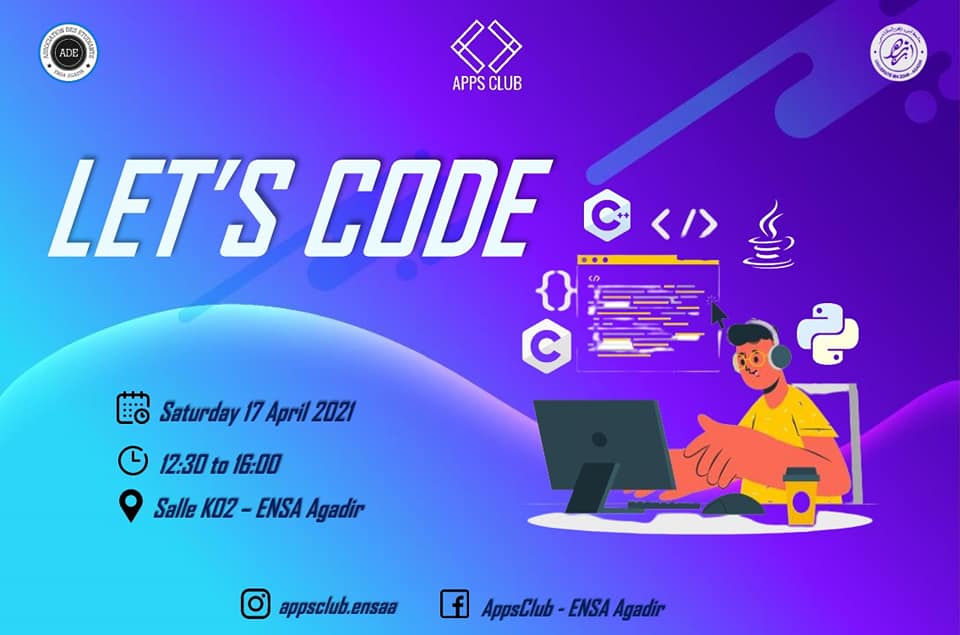 ASSOCIATION DES ETUDIANTS
ADE
ENSA AGADIR
APPS CLUB
LET'S CODE
C++
</>
{}
</>
C
Saturday 17 April 2021
12:30 to 16:00
Salle K02 – ENSA Agadir
appsclub.ensaa
AppsClub - ENSA Agadir